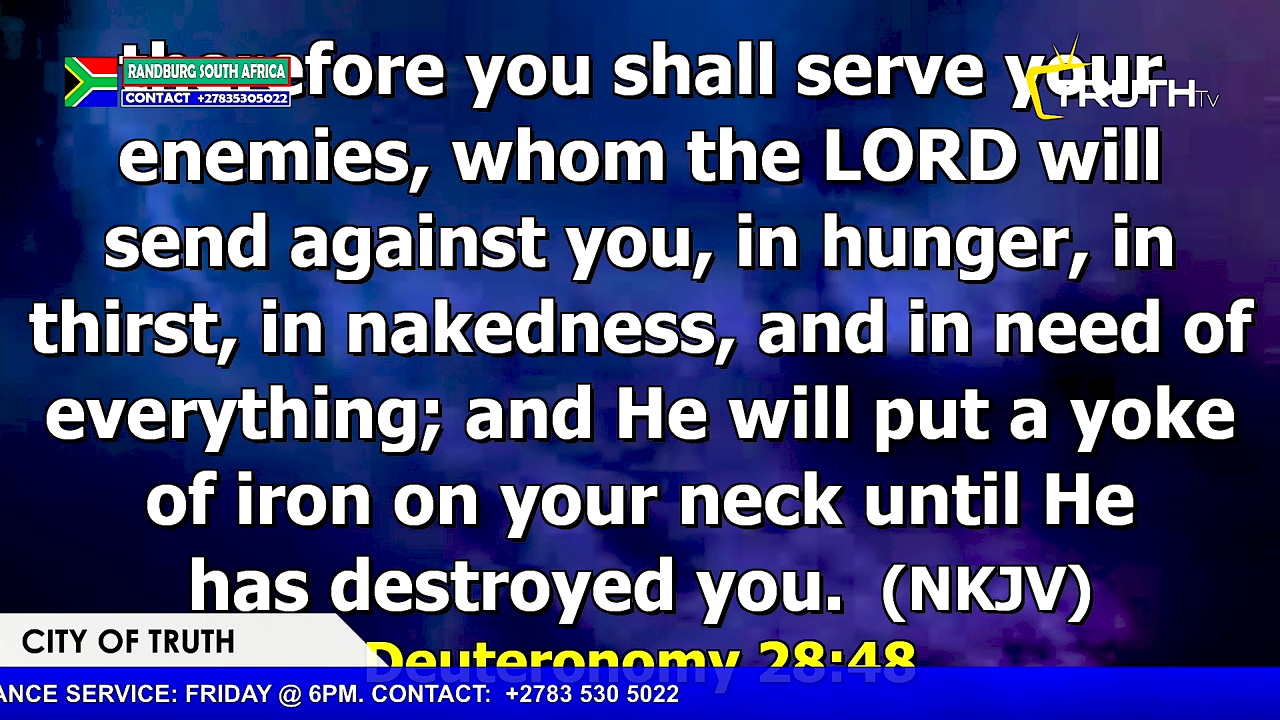 therefore you shall serve your
RANDBURG SOUTH AFRICA
CONTACT +27835305022
TRUTH TV
enemies, whom the LORD will
send against you, in hunger, in
thirst, in nakedness, and in need of
everything; and He will put a yoke
of iron on your neck until He
has destroyed you. (NKJV)
Deuteronomy 28:48
CITY OF TRUTH
ANCE SERVICE: FRIDAY @ 6PM. CONTACT: +2783 530 5022